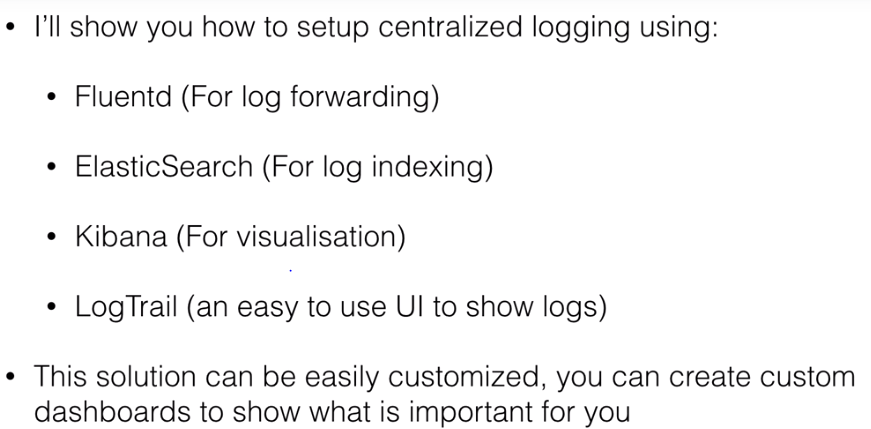 • I'll show you how to setup centralized logging using:
• Fluentd (For log forwarding)
• ElasticSearch (For log indexing)
• Kibana (For visualisation)
• LogTrail (an easy to use UI to show logs)
• This solution can be easily customized, you can create custom
dashboards to show what is important for you